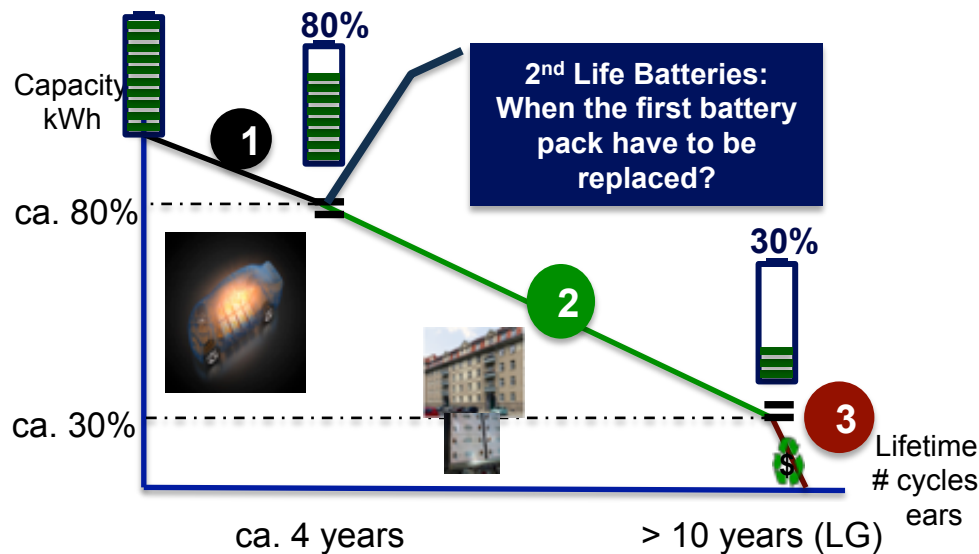 80%
2nd Life Batteries:
When the first battery
pack have to be
replaced?
Capacity
kWh
1
ca. 80%
30%
2
ca. 30%
3
$
Lifetime
# cycles
ears
ca. 4 years
> 10 years (LG)